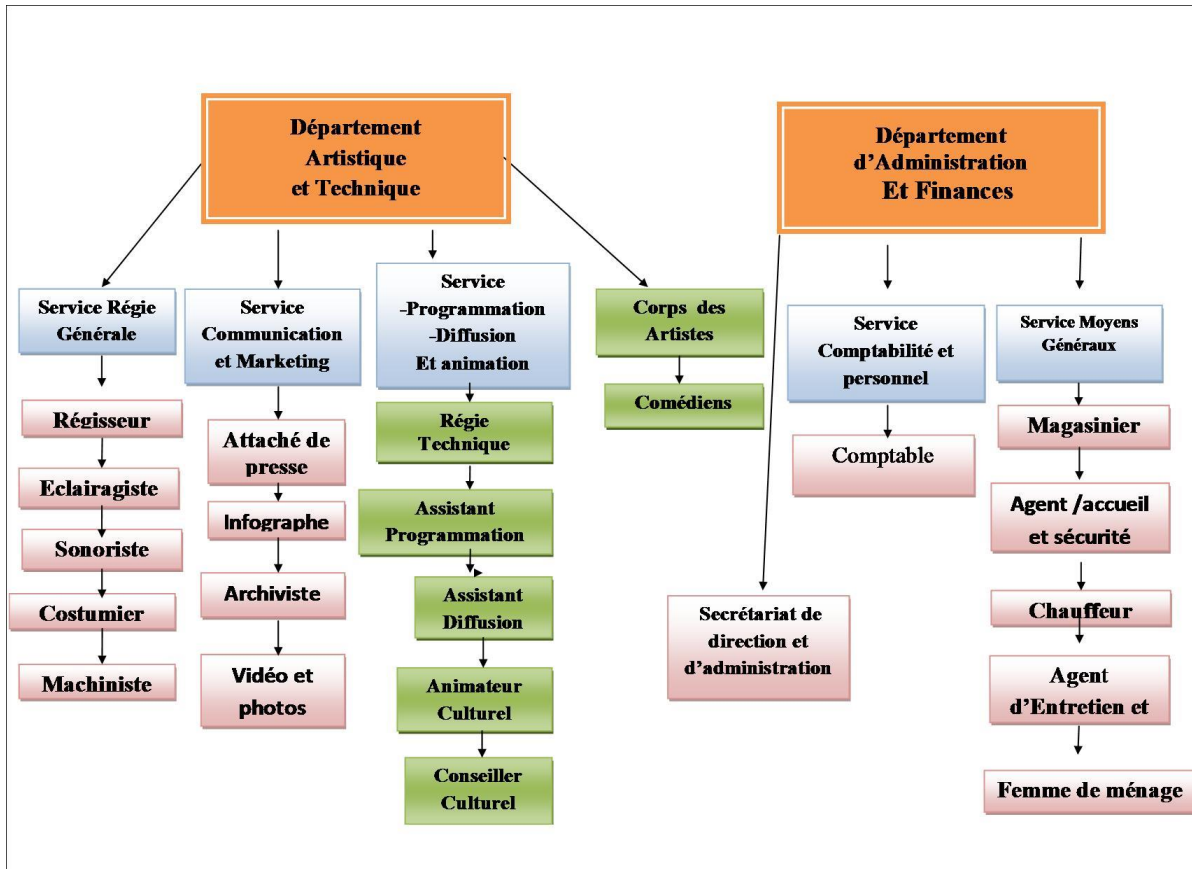 Département
Artistique
et Technique
Service Régie
Générale
Régisseur
Eclairagiste
Sonoriste
Costumier
Machiniste
Service
Communication
et Marketing
Attaché de
presse
Infographe
Archiviste
Vidéo et
photos
Service
-Programmation
-Diffusion
Et animation
Régie
Technique
Assistant
Programmation
Assistant
Diffusion
Animateur
Culturel
Conseiller
Culturel
Corps des
Artistes
Comédiens
Département
d'Administration
Et Finances
Secrétariat de
direction et
d'administration
Service
Comptabilité et
personnel
Comptable
Service Moyens
Généraux
Magasinier
Agent /accueil
et sécurité
Chauffeur
Agent
d'Entretien et
Femme de ménage